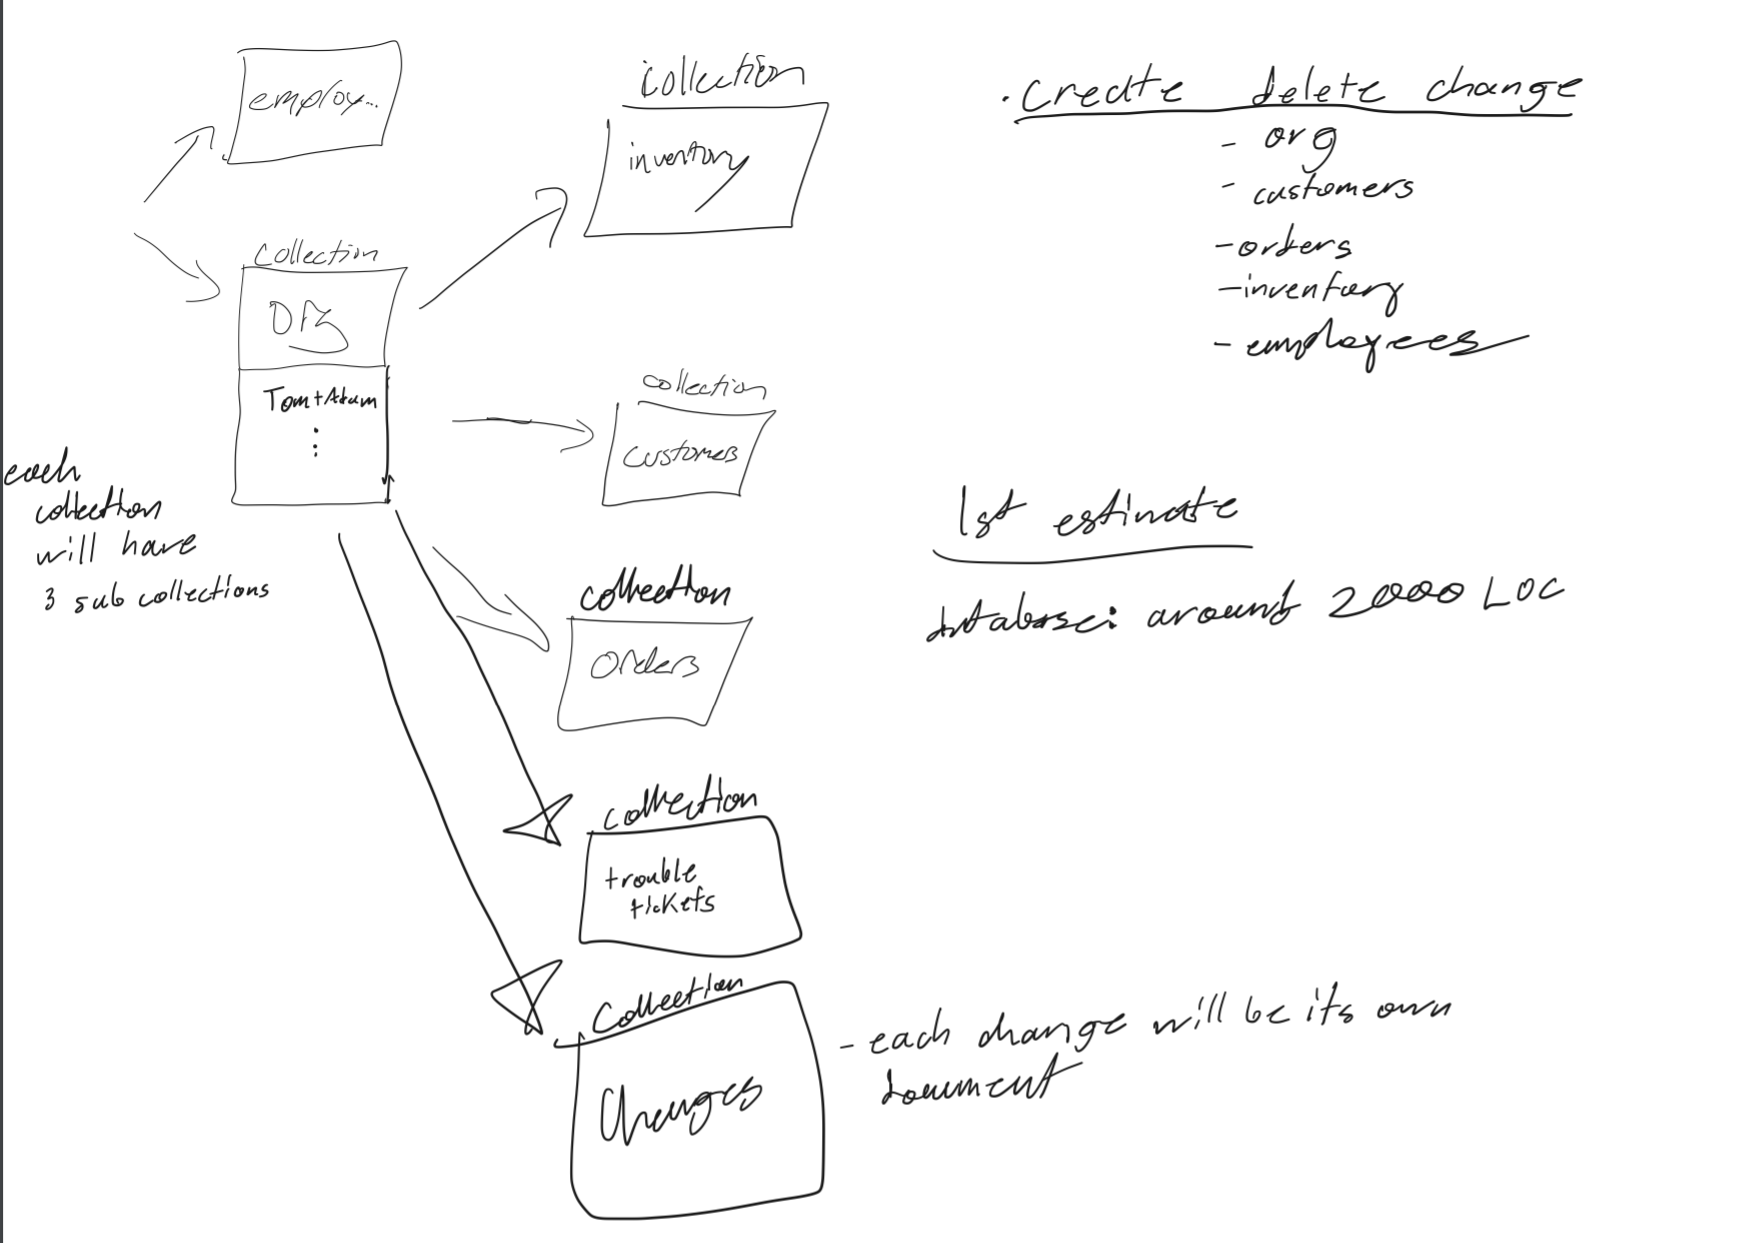 employ...
collection
inventory
collection
Org
Tom+Adam
⋮
each
collection
will have
3 sub collections
collection
customers
collection
orders
collection
trouble
tickets
collection
Changes
- each change will be its own
document
. create delete change
- org
- customers
- orders
- inventory
- employees
1st estimate
database: around 2000 LOC